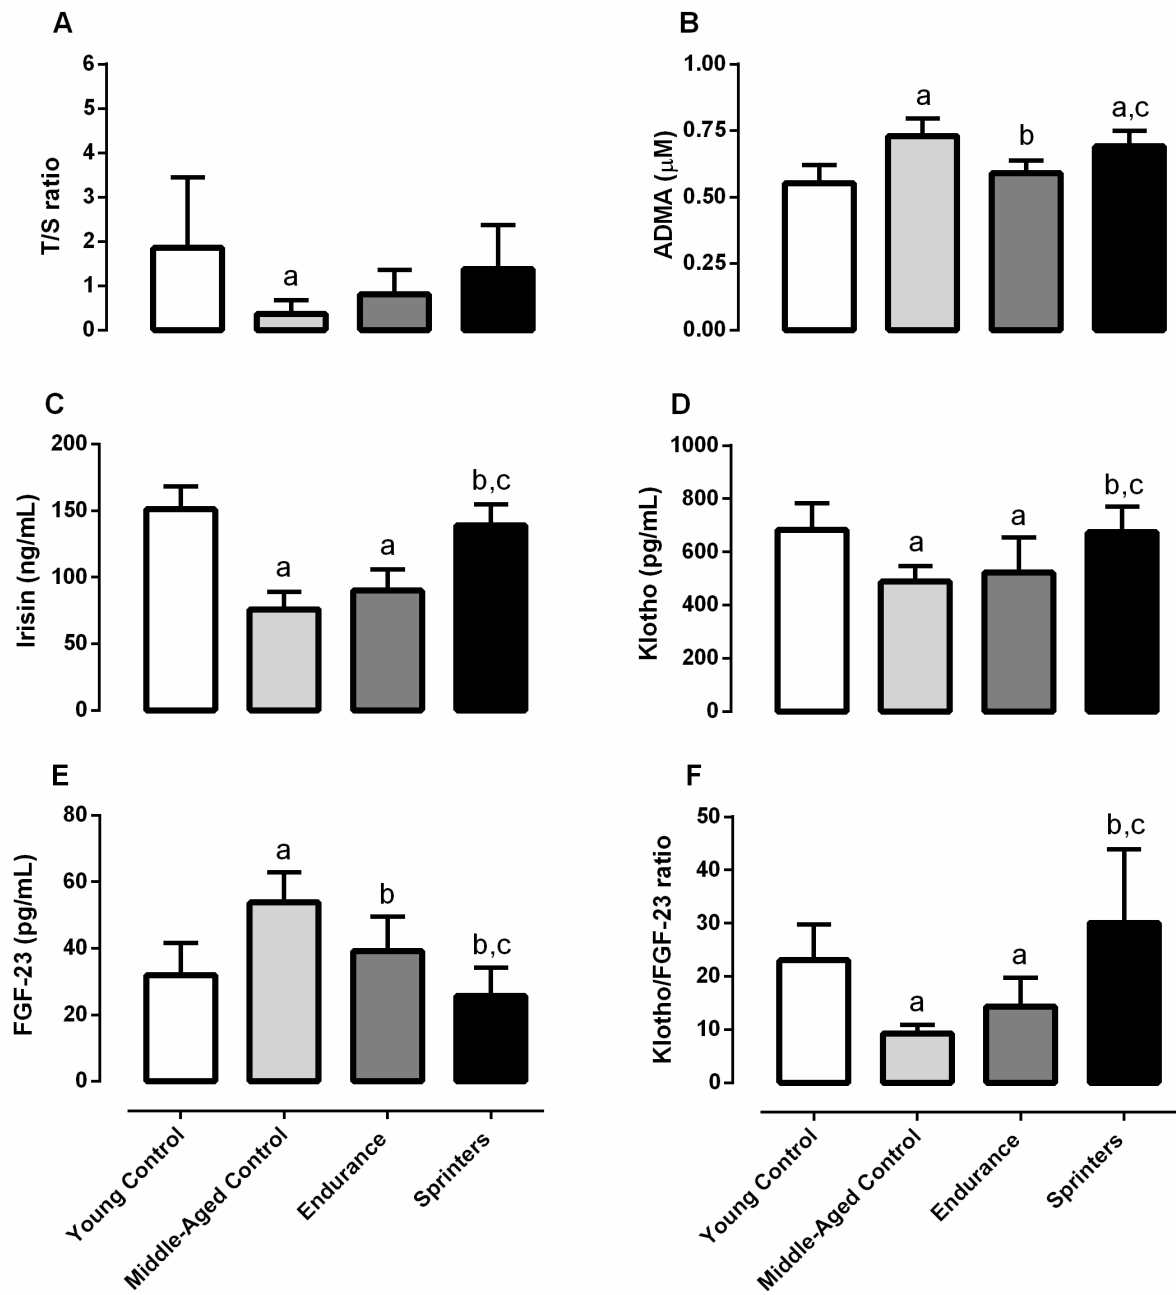 A
6
5
4
3
2
1
0
T/S ratio
a
B
1.00
0.75
0.50
0.25
0.00
ADMA (µM)
a
b
a,c
C
200
150
100
50
0
Irisin (ng/mL)
a
a
b,c
D
1000
800
600
400
200
0
Klotho (pg/mL)
a
a
b,c
E
80
60
40
20
0
FGF-23 (pg/mL)
a
b
b,c
Young Control
Middle-Aged Control
Endurance
Sprinters
F
50
40
30
20
10
0
Klotho/FGF-23 ratio
a
a
b,c
Young Control
Middle-Aged Control
Endurance
Sprinters